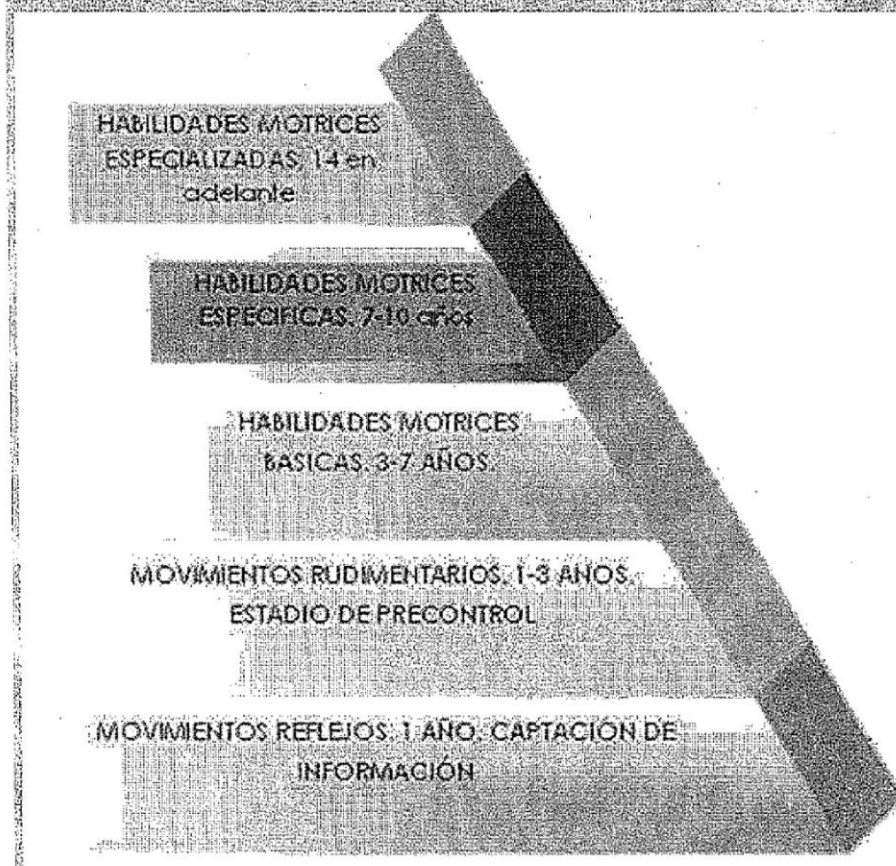 HABILIDADES MOTRICES
ESPECIALIZADAS. 14 en
adelante
HABILIDADES MOTRICES
ESPECIFICAS. 7-10 años
HABILIDADES MOTRICES
BASICAS. 3-7 AÑOS.
MOVIMIENTOS RUDIMENTARIOS. 1-3 AÑOS.
ESTADIO DE PRECONTROL
MOVIMIENTOS REFLEJOS. 1 AÑO. CAPTACIÓN DE
INFORMACIÓN